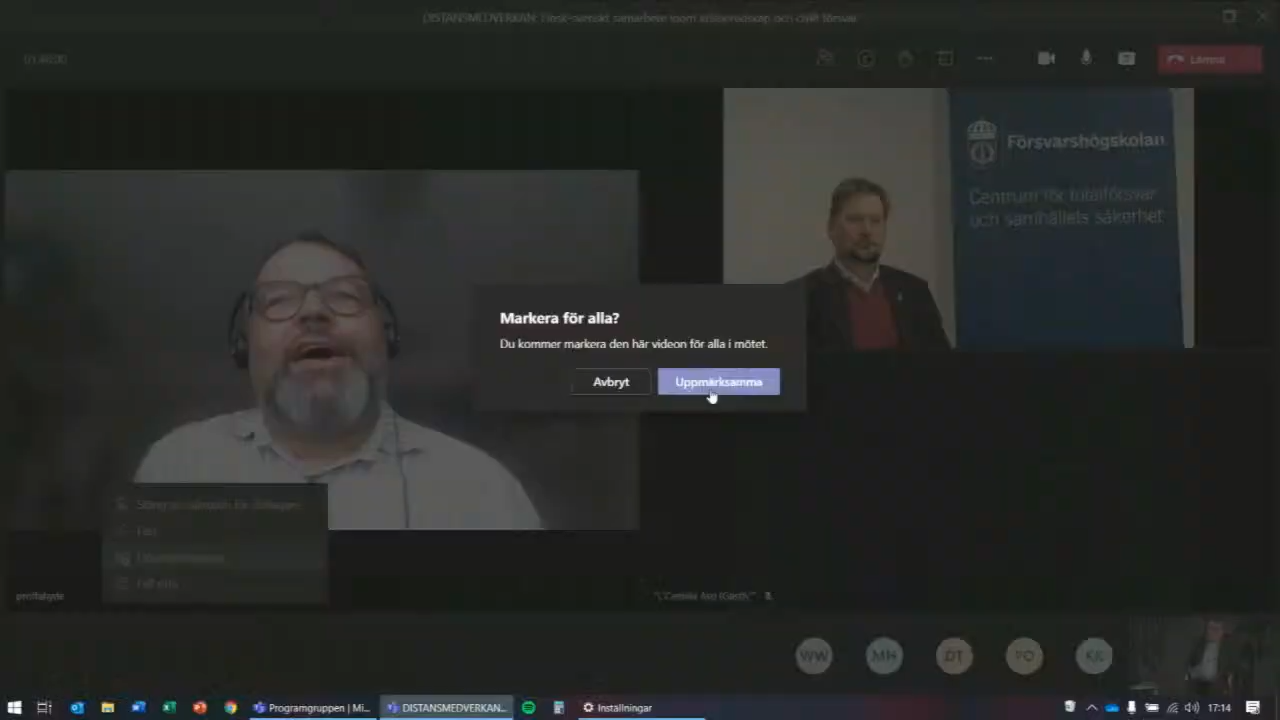 DISTANSMEDVERKAN: Finsk-svenskt samarbete inom krisberedskap och civilt försvar
Lämna
Försvarshögskolan
Centrum för totalförsvar
och samhällets säkerhet
Markera för alla?
Du kommer markera den här videon för alla i mötet.
Avbryt
Uppmärksamma
proffahyde
WW
MH
DT
KK
Programgruppen | Mi...
DISTANSMEDVERKAN...
Inställningar
17:14